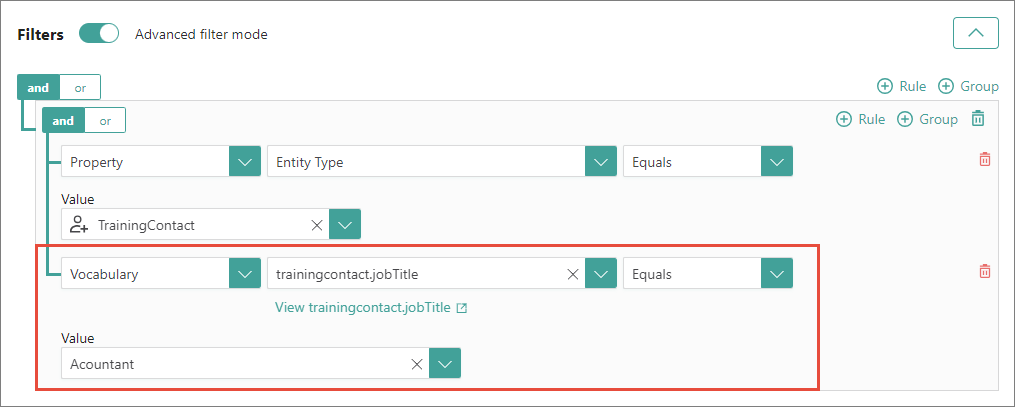 Filters Advanced filter mode
and or Rule Group
and or Rule Group
Property Entity Type Equals
Value
TrainingContact
Vocabulary trainingcontact.jobTitle Equals
View trainingcontact.jobTitle
Value
Acountant